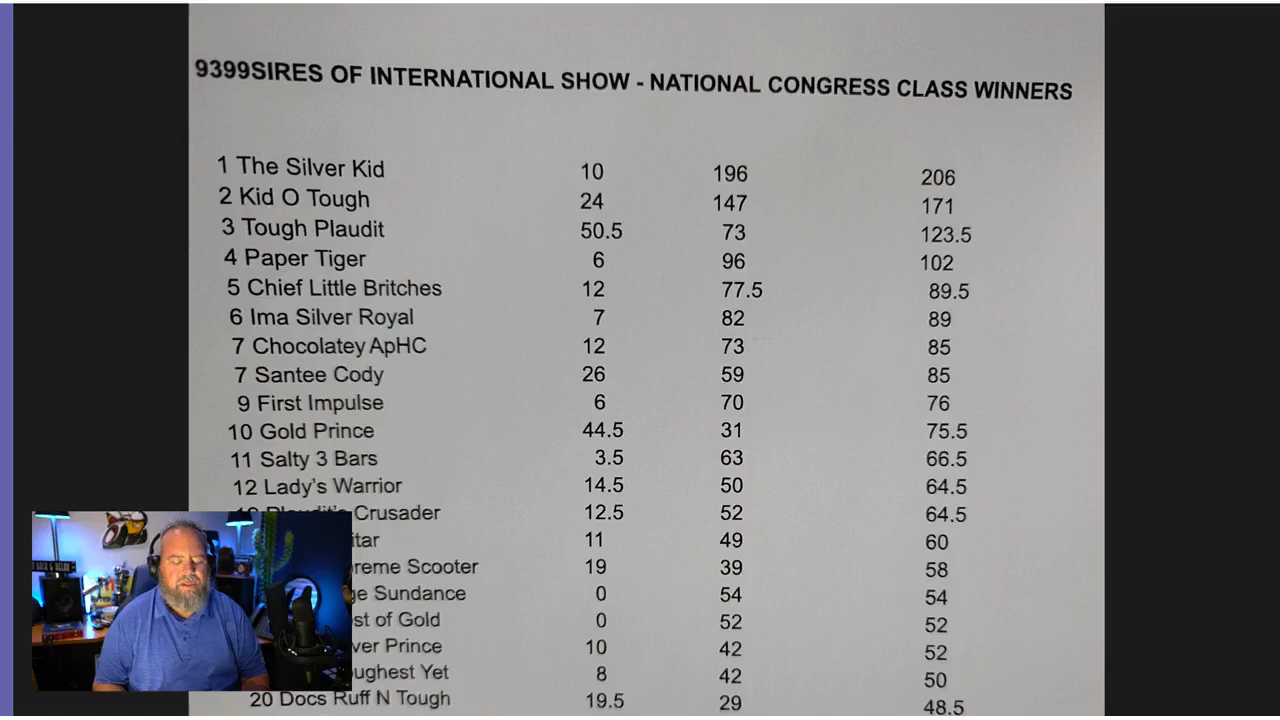 9399SIRES OF INTERNATIONAL SHOW - NATIONAL CONGRESS CLASS WINNERS
1 The Silver Kid 10 196 206
2 Kid O Tough 24 147 171
3 Tough Plaudit 50.5 73 123.5
4 Paper Tiger 6 96 102
5 Chief Little Britches 12 77.5 89.5
6 Ima Silver Royal 7 82 89
7 Chocolatey ApHC 12 73 85
7 Santee Cody 26 59 85
9 First Impulse 6 70 76
10 Gold Prince 44.5 31 75.5
11 Salty 3 Bars 3.5 63 66.5
12 Lady's Warrior 14.5 50 64.5
Plaudit's Crusader 12.5 52 64.5
itar 11 49 60
preme Scooter 19 39 58
ge Sundance 0 54 54
st of Gold 0 52 52
ver Prince 10 42 52
oughest Yet 8 42 50
20 Docs Ruff N Tough 19.5 29 48.5